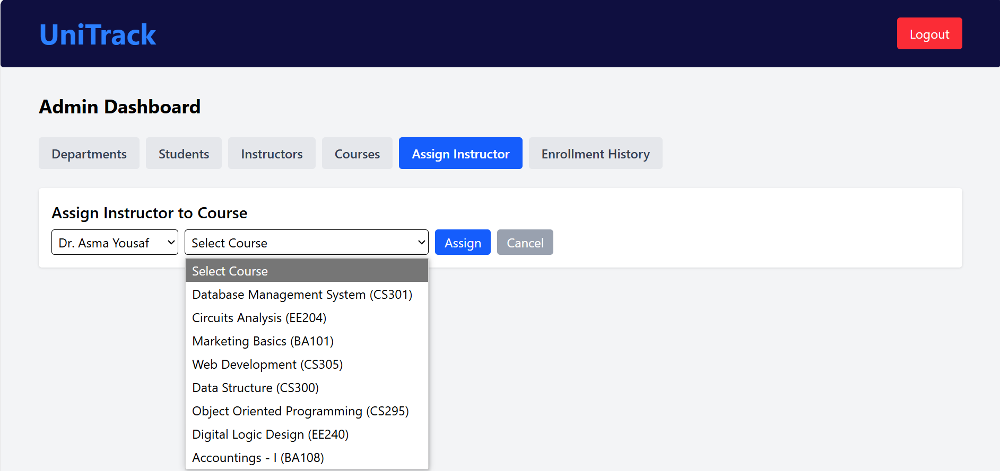 UniTrack
Logout
Admin Dashboard
Departments Students Instructors Courses Assign Instructor Enrollment History
Assign Instructor to Course
Dr. Asma Yousaf Select Course Assign Cancel
Select Course
Database Management System (CS301)
Circuits Analysis (EE204)
Marketing Basics (BA101)
Web Development (CS305)
Data Structure (CS300)
Object Oriented Programming (CS295)
Digital Logic Design (EE240)
Accountings - I (BA108)